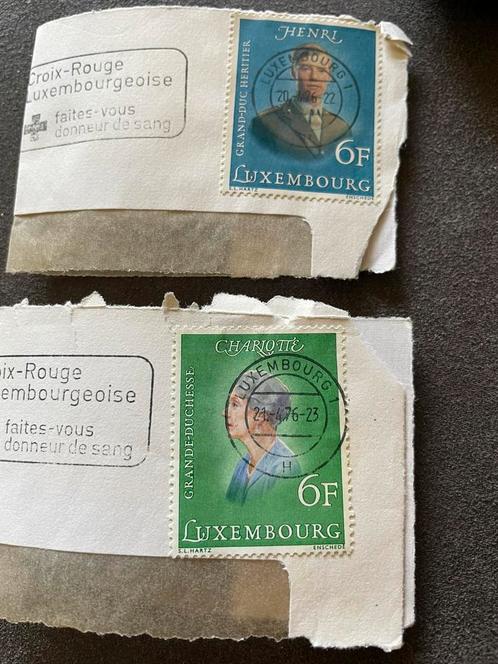 Croix-Rouge
Luxembourgeoise
faites-vous
donneur de sang
HENRI
GRAND-DUC HERITIER
LUXEMBOURG 1
6F
LUXEMBOURG
S.L. HARTZ
ENSCHEDE
oix-Rouge
embourgeoise
faites-vous
donneur de sang
CHARLOTTE
GRANDE-DUCHESSE
LUXEMBOURG 1
21.-4.76-23
H
6F
LUXEMBOURG
S.L. HARTZ
ENSCHEDE